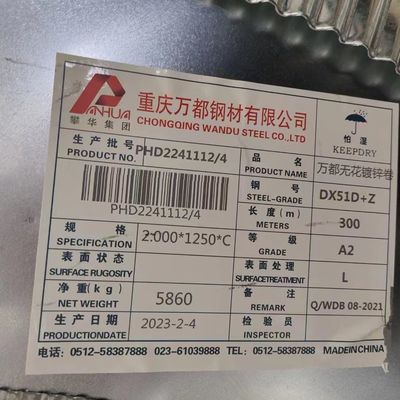 PANHUA
攀华集团
重庆万都钢材有限公司
CHONGQING WANDU STEEL CO.,LTD.
怕湿
KEEPDRY
生产批号
PRODUCT NO.
PHD2241112/4
品名
PRODUCT NAME
万都无花镀锌卷
PHD2241112/4
钢号
STEEL-GRADE
DX51D+Z
长度(m)
METERS
300
规格
SPECIFICATION
2.000*1250*C
等级
GRADE
A2
表面状态
SURFACE RUGOSITY
表面处理
SURFACETREATMENT
L
净重(kg)
NET WEIGHT
5860
备注
REMARK
Q/WDB 08-2021
生产日期
PRODUCTIONDATE
2023-2-4
检验员
INSPECTOR
电话：0512-58387888 023-61039888 TEL：0512-58387888 MADEINCHINA